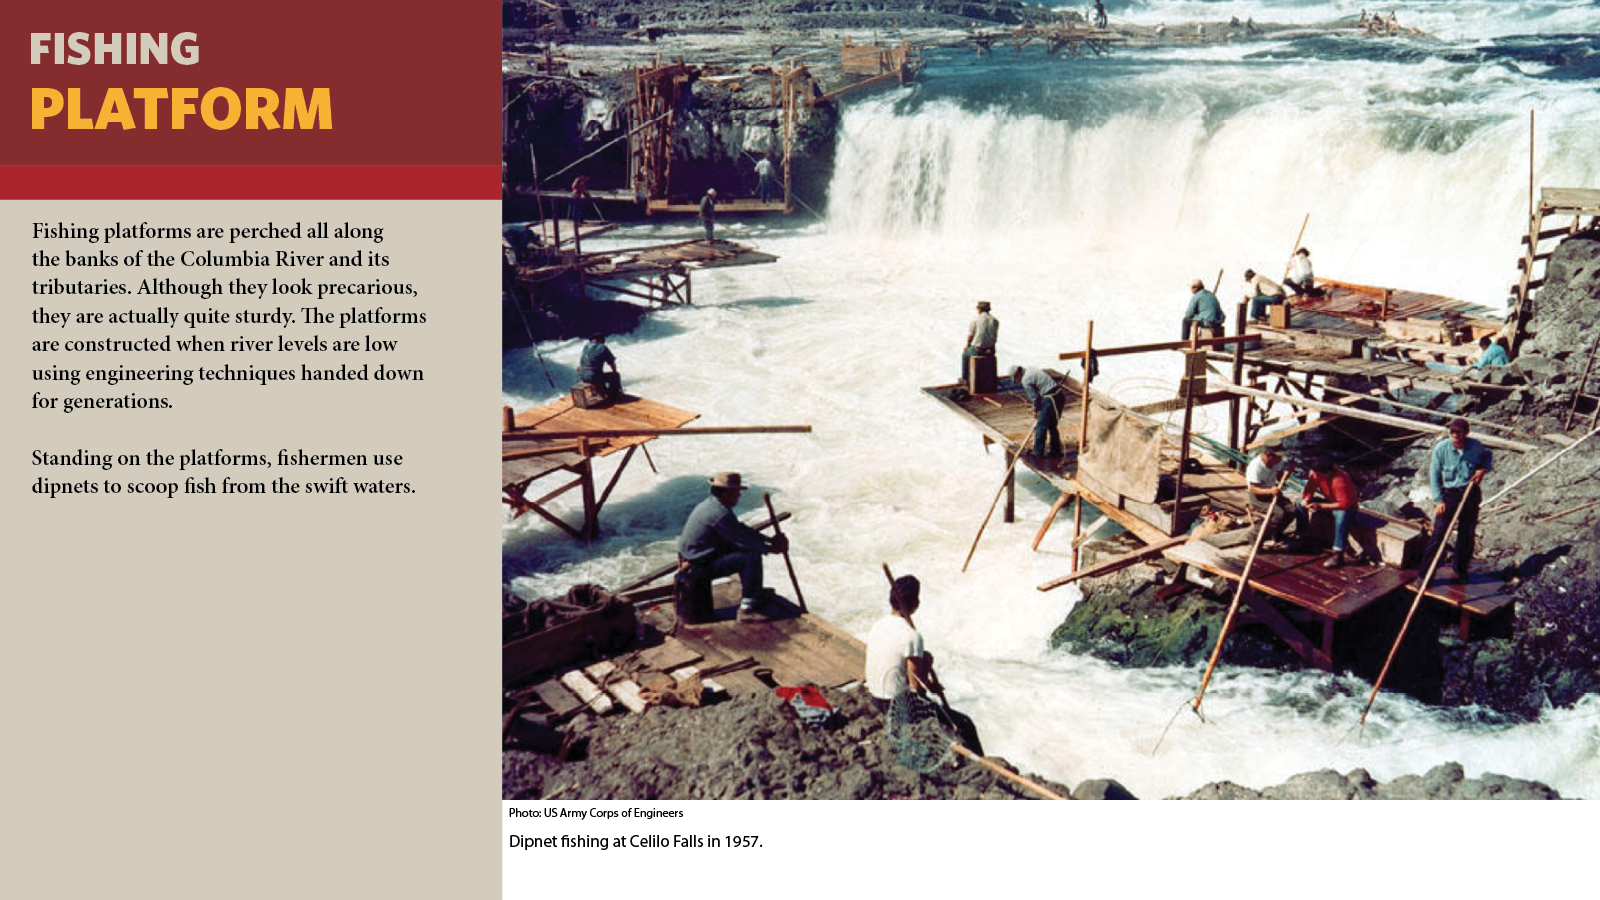 FISHING
PLATFORM
Fishing platforms are perched all along
the banks of the Columbia River and its
tributaries. Although they look precarious,
they are actually quite sturdy. The platforms
are constructed when river levels are low
using engineering techniques handed down
for generations.
Standing on the platforms, fishermen use
dipnets to scoop fish from the swift waters.
Photo: US Army Corps of Engineers
Dipnet fishing at Celilo Falls in 1957.